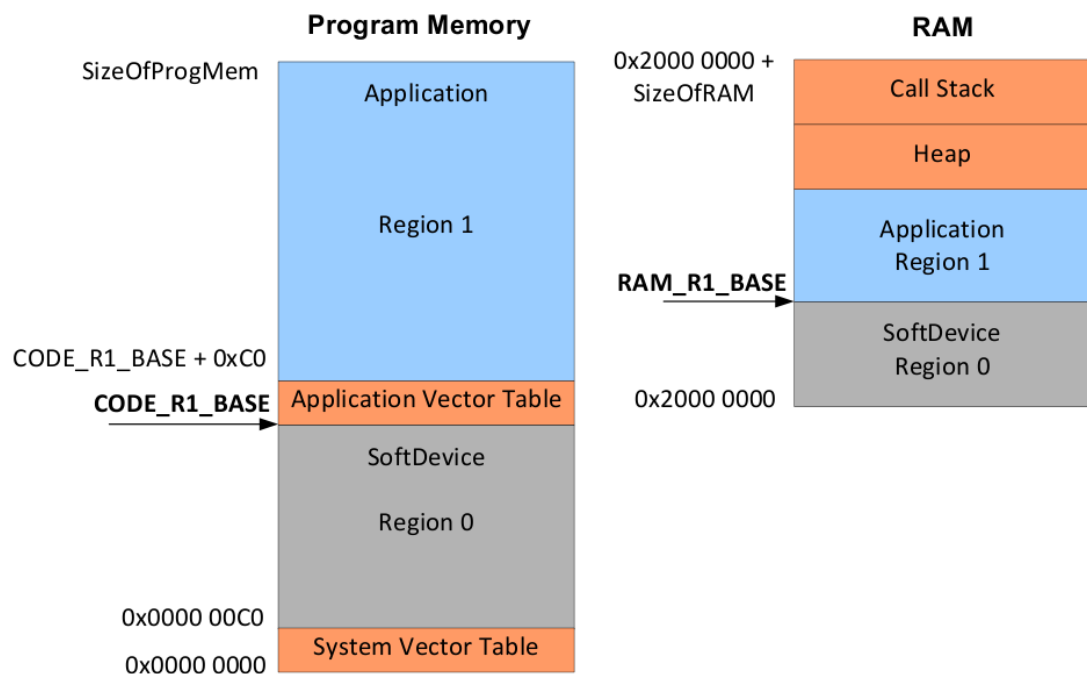 Program Memory
SizeOfProgMem
Application
Region 1
CODE_R1_BASE + 0xC0
Application Vector Table
CODE_R1_BASE
SoftDevice
Region 0
0x0000 00C0
System Vector Table
0x0000 0000
RAM
0x2000 0000 +
SizeOfRAM
Call Stack
Heap
Application
Region 1
RAM_R1_BASE
SoftDevice
Region 0
0x2000 0000